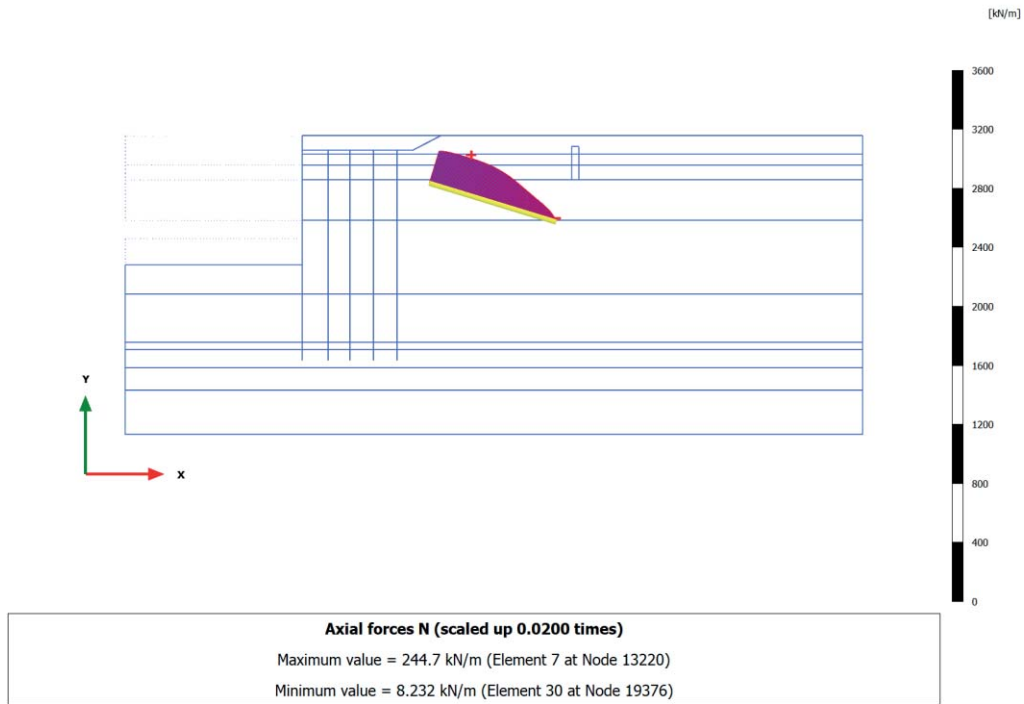 [kN/m]
3600
3200
2800
2400
2000
1600
1200
800
400
0
Y
X
Axial forces N (scaled up 0.0200 times)
Maximum value = 244.7 kN/m (Element 7 at Node 13220)
Minimum value = 8.232 kN/m (Element 30 at Node 19376)